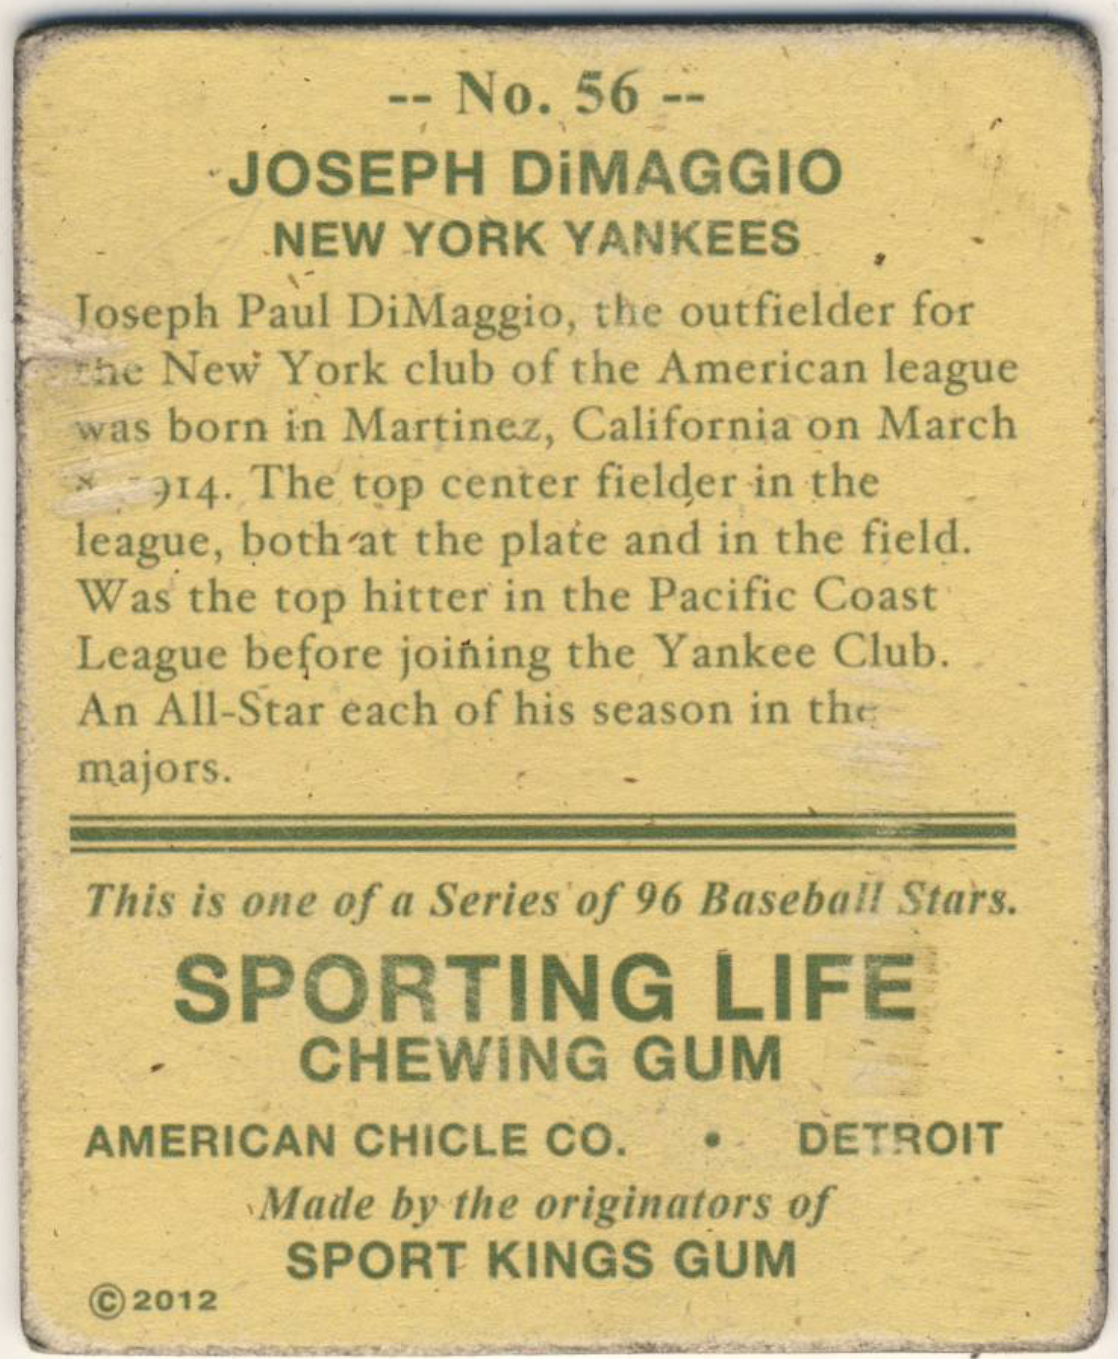 -- No. 56 --
JOSEPH DiMAGGIO
NEW YORK YANKEES
Joseph Paul DiMaggio, the outfielder for
the New York club of the American league
was born in Martinez, California on March
The top center fielder in the
league, both at the plate and in the field.
Was the top hitter in the Pacific Coast
League before joining the Yankee Club.
An All-Star each of his season in the
majors.
This is one of a Series of 96 Baseball Stars.
SPORTING LIFE
CHEWING GUM
AMERICAN CHICLE CO. • DETROIT
Made by the originators of
SPORT KINGS GUM
©2012